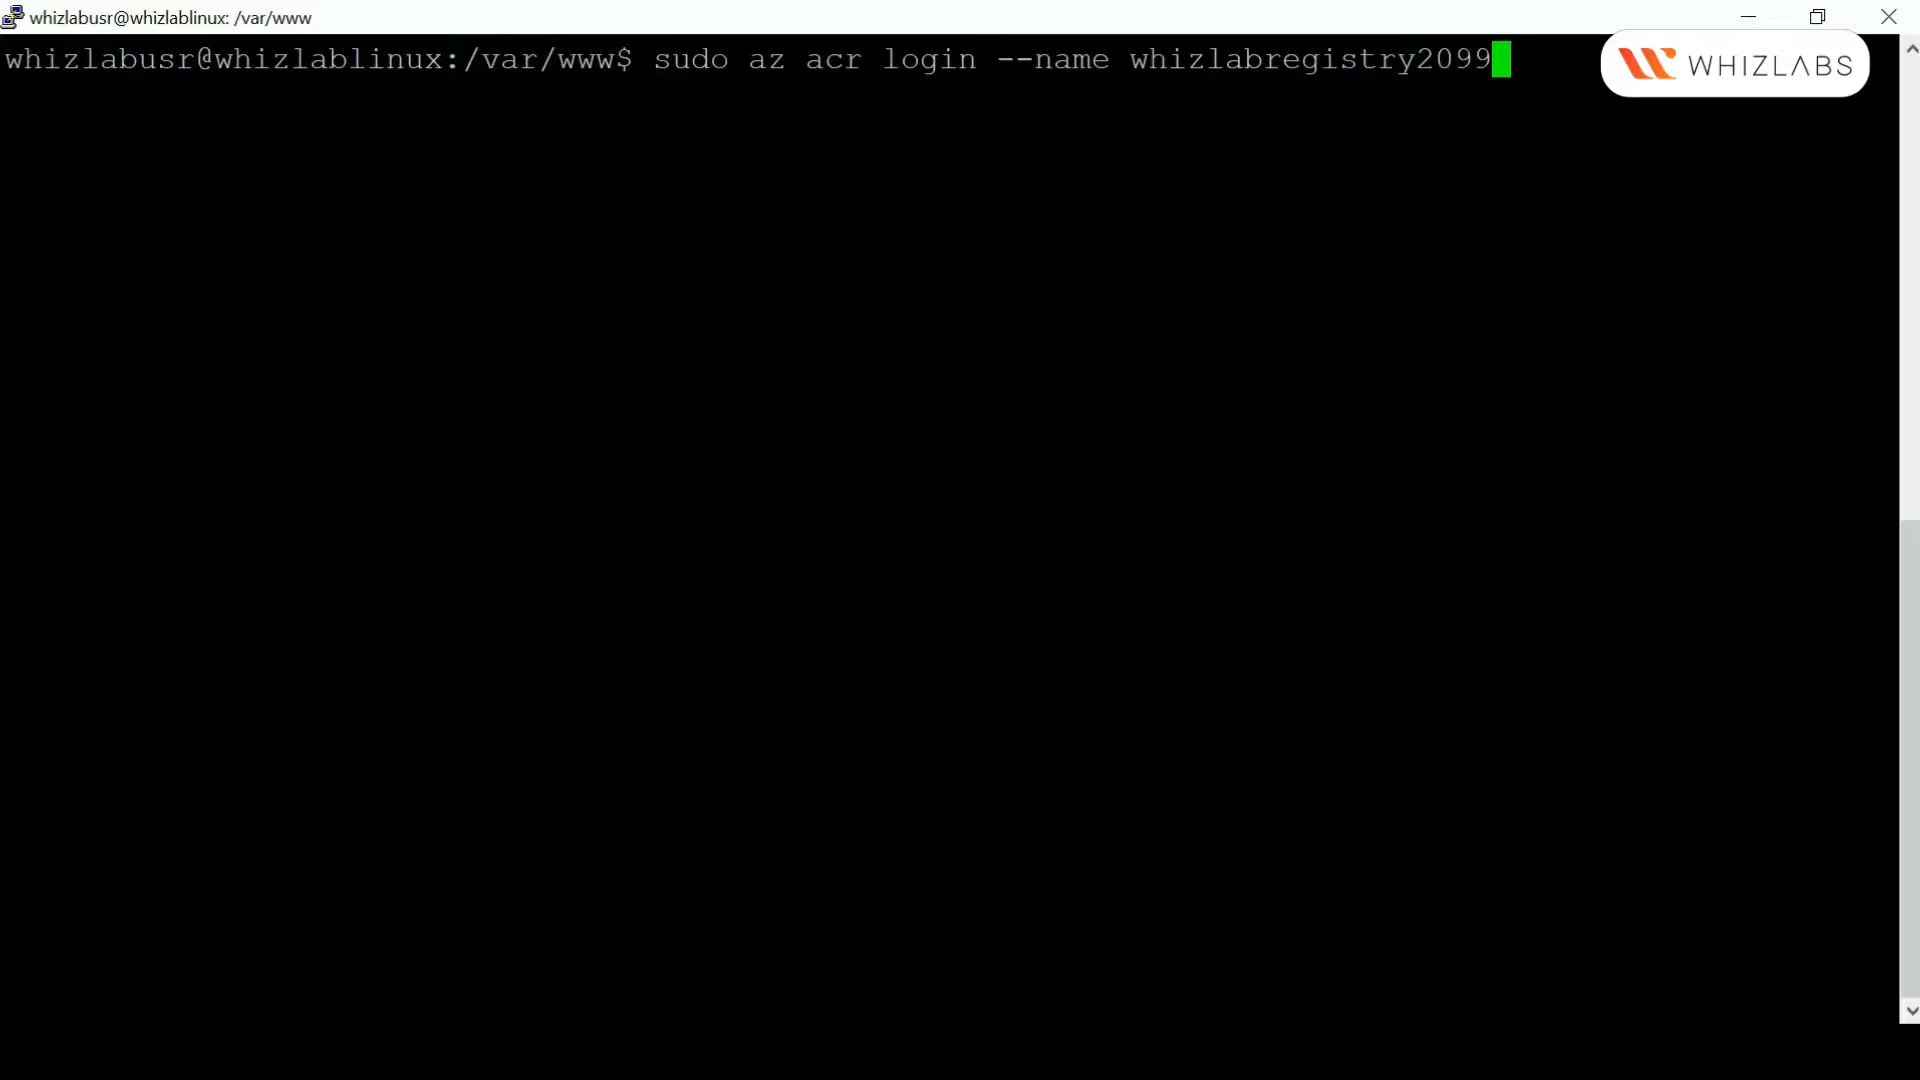 whizlabusr@whizlablinux: /var/www
whizlabusr@whizlablinux:/var/www$ sudo az acr login --name whizlabregistry2099
WHIZLABS